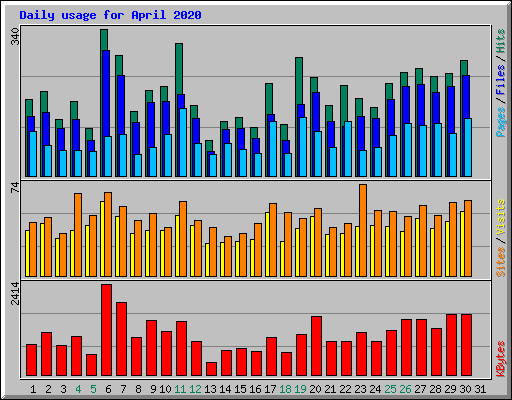 Daily usage for April 2020
340
Pages / Files / Hits
74
Sites / Visits
2414
KBytes
1 2 3 4 5 6 7 8 9 10 11 12 13 14 15 16 17 18 19 20 21 22 23 24 25 26 27 28 29 30 31